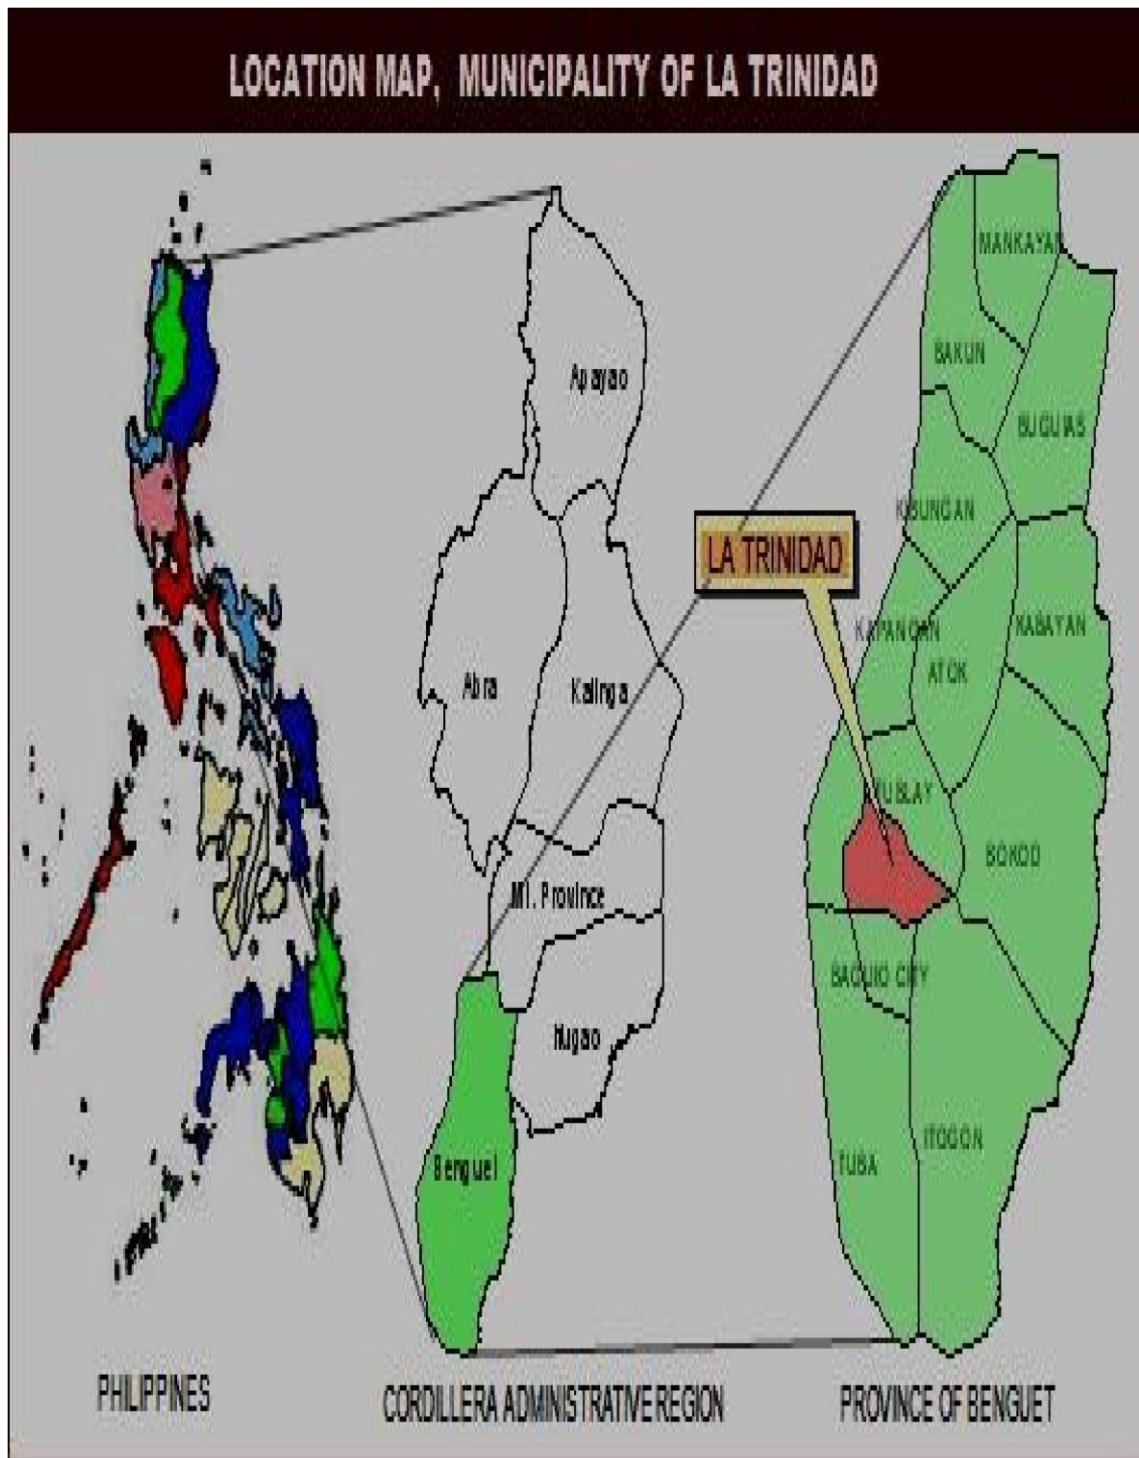 LOCATION MAP, MUNICIPALITY OF LA TRINIDAD
MANKAYAN
BAKUN
Apayao
BUGUIAS
KIBUNGAN
LA TRINIDAD
KAPANGAN
KABAYAN
ATOK
Abra
Kalinga
TUBLAY
BOKOD
Mt. Province
BAGUIO CITY
Ifugao
ITOGON
TUBA
Benguet
PHILIPPINES
CORDILLERA ADMINISTRATIVE REGION
PROVINCE OF BENGUET